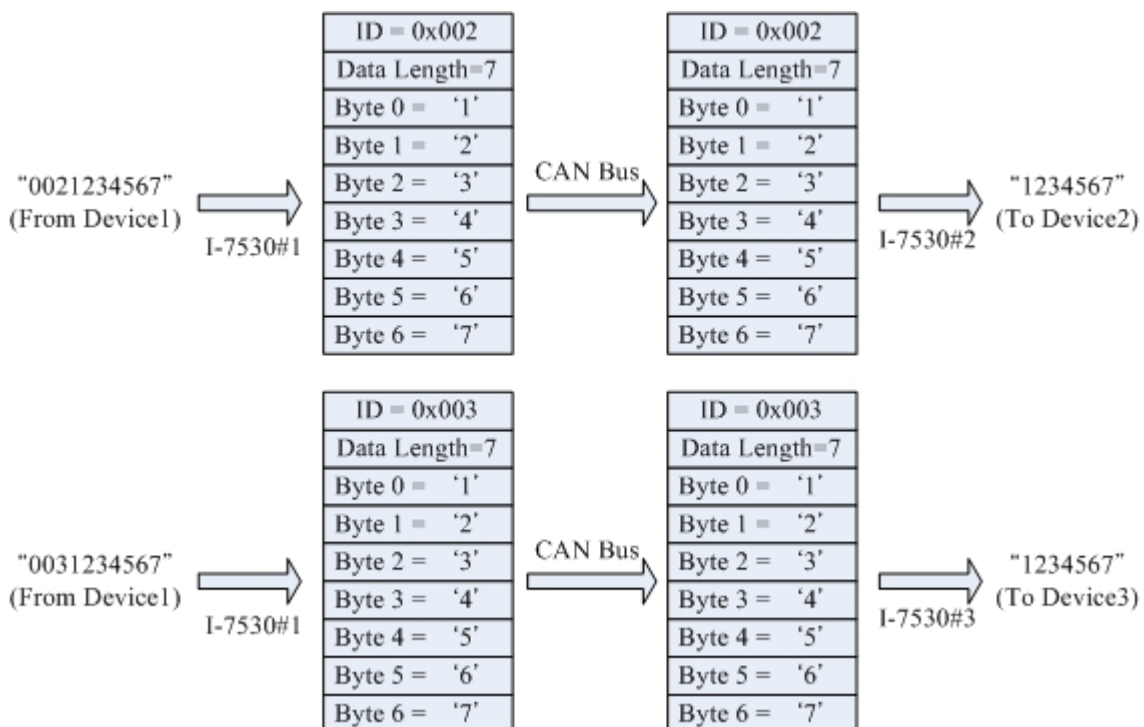 “0021234567”
(From Device1)
I-7530#1
ID = 0x002
Data Length=7
Byte 0 = ‘1’
Byte 1 = ‘2’
Byte 2 = ‘3’
Byte 3 = ‘4’
Byte 4 = ‘5’
Byte 5 = ‘6’
Byte 6 = ‘7’
CAN Bus
ID = 0x002
Data Length=7
Byte 0 = ‘1’
Byte 1 = ‘2’
Byte 2 = ‘3’
Byte 3 = ‘4’
Byte 4 = ‘5’
Byte 5 = ‘6’
Byte 6 = ‘7’
I-7530#2
“1234567”
(To Device2)
“0031234567”
(From Device1)
I-7530#1
ID = 0x003
Data Length=7
Byte 0 = ‘1’
Byte 1 = ‘2’
Byte 2 = ‘3’
Byte 3 = ‘4’
Byte 4 = ‘5’
Byte 5 = ‘6’
Byte 6 = ‘7’
CAN Bus
ID = 0x003
Data Length=7
Byte 0 = ‘1’
Byte 1 = ‘2’
Byte 2 = ‘3’
Byte 3 = ‘4’
Byte 4 = ‘5’
Byte 5 = ‘6’
Byte 6 = ‘7’
I-7530#3
“1234567”
(To Device3)